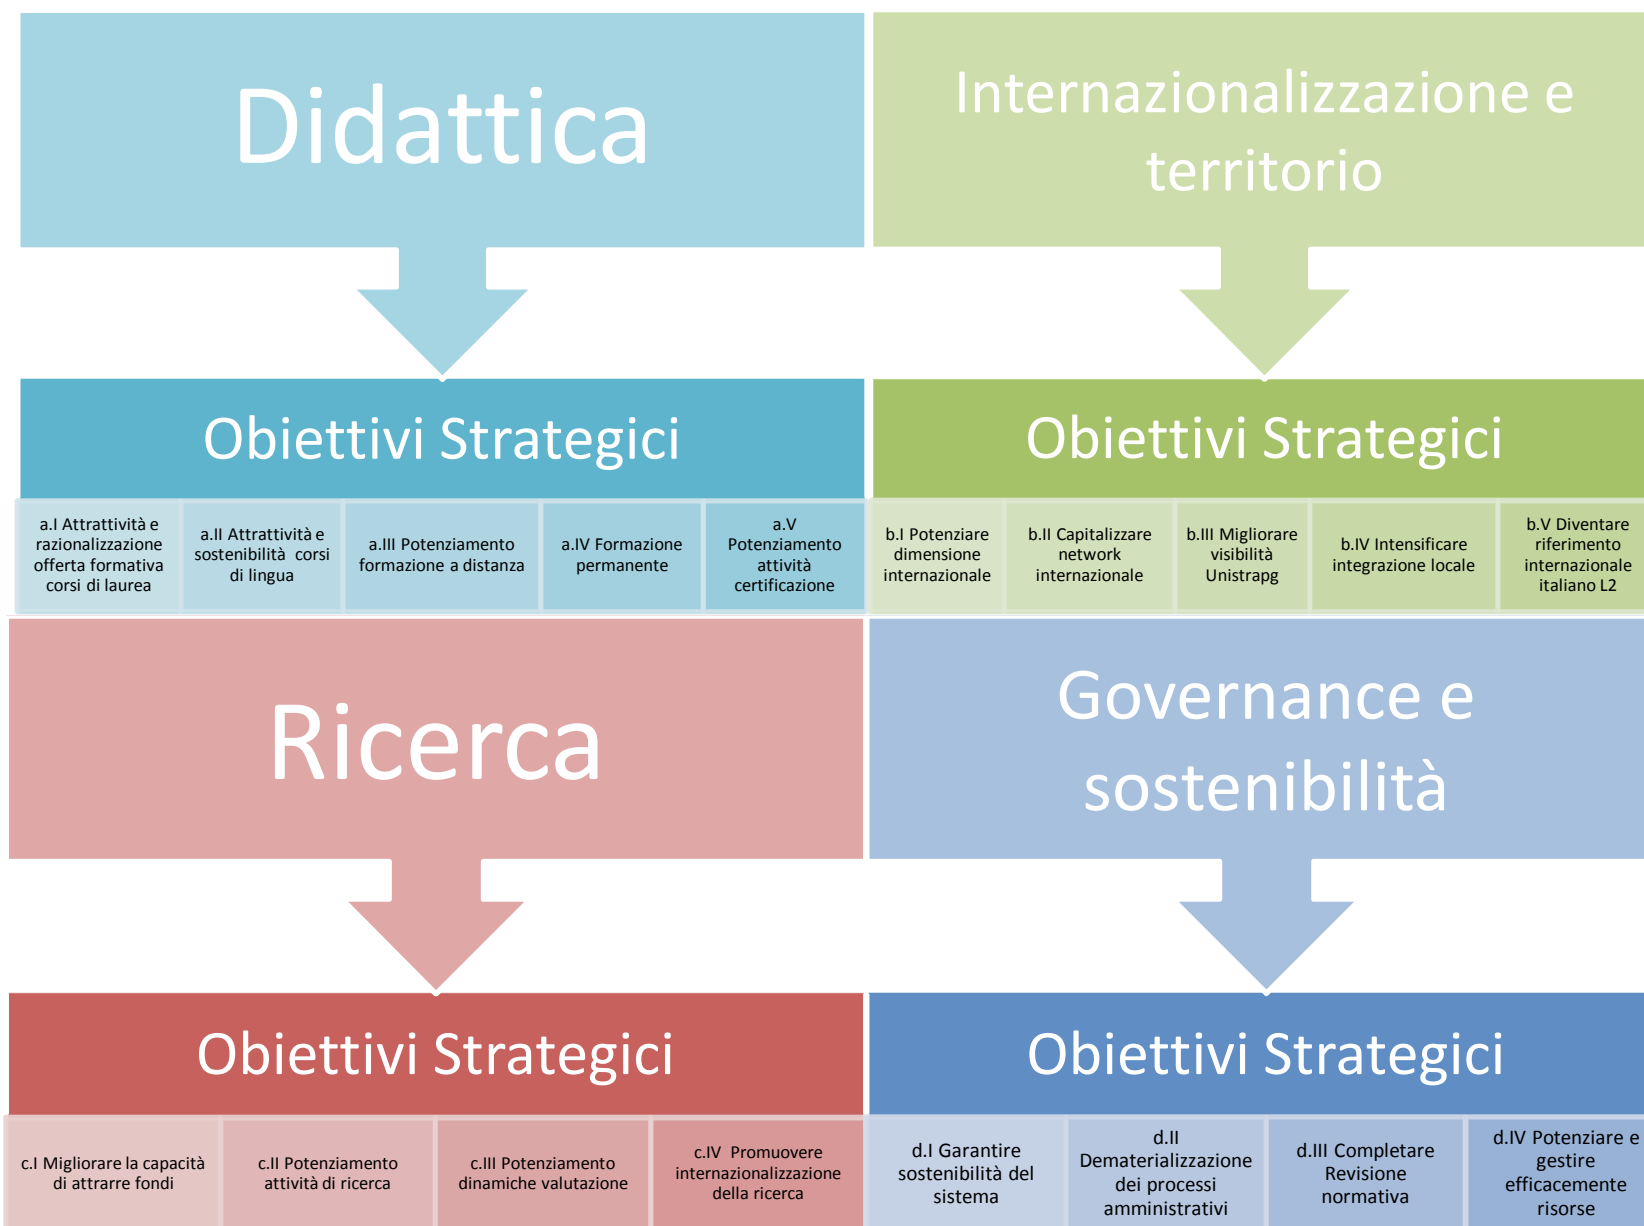 Didattica
Internazionalizzazione e
territorio
Obiettivi Strategici
Obiettivi Strategici
a.I Attrattività e
razionalizzazione
offerta formativa
corsi di laurea
a.II Attrattività e
sostenibilità corsi
di lingua
a.III Potenziamento
formazione a distanza
a.IV Formazione
permanente
a.V
Potenziamento
attività
certificazione
b.I Potenziare
dimensione
internazionale
b.II Capitalizzare
network
internazionale
b.III Migliorare
visibilità
Unistrapg
b.IV Intensificare
integrazione locale
b.V Diventare
riferimento
internazionale
italiano L2
Ricerca
Governance e
sostenibilità
Obiettivi Strategici
Obiettivi Strategici
c.I Migliorare la capacità
di attrarre fondi
c.II Potenziamento
attività di ricerca
c.III Potenziamento
dinamiche valutazione
c.IV Promuovere
internazionalizzazione
della ricerca
d.I Garantire
sostenibilità del
sistema
d.II
Dematerializzazione
dei processi
amministrativi
d.III Completare
Revisione
normativa
d.IV Potenziare e
gestire
efficacemente
risorse